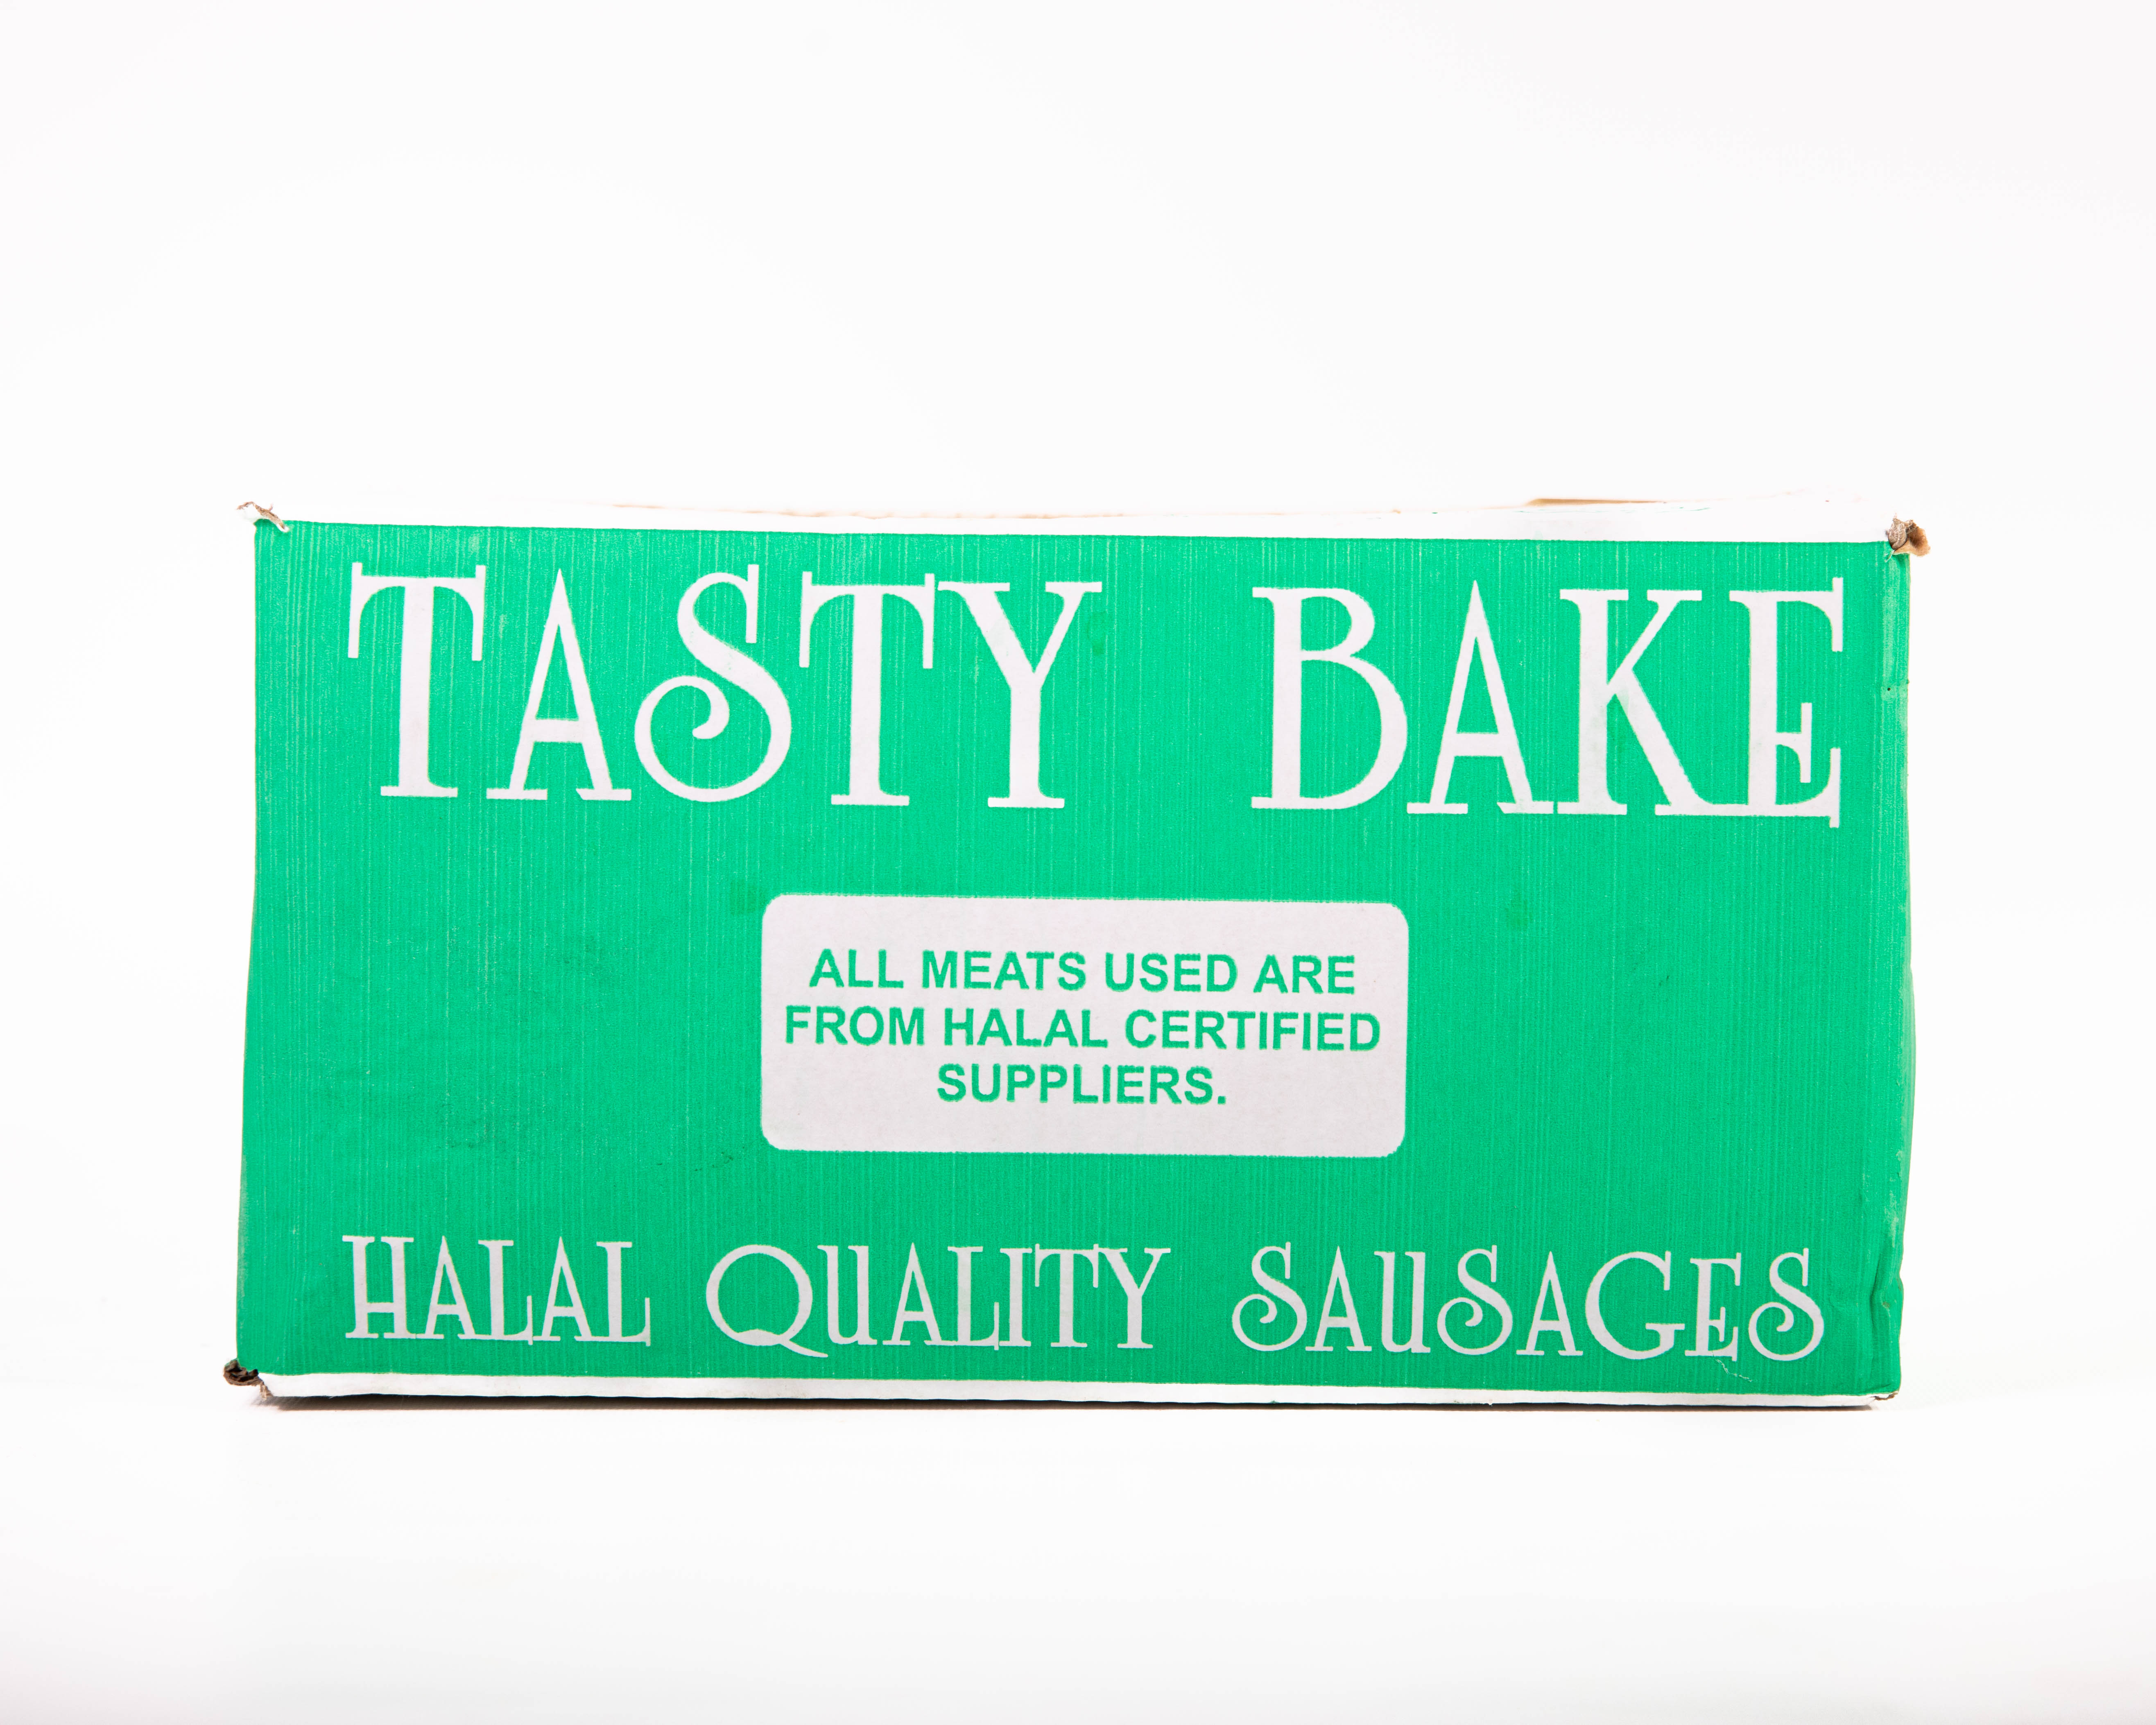 TASTY BAKE
ALL MEATS USED ARE
FROM HALAL CERTIFIED
SUPPLIERS.
HALAL QUALITY SAUSAGES